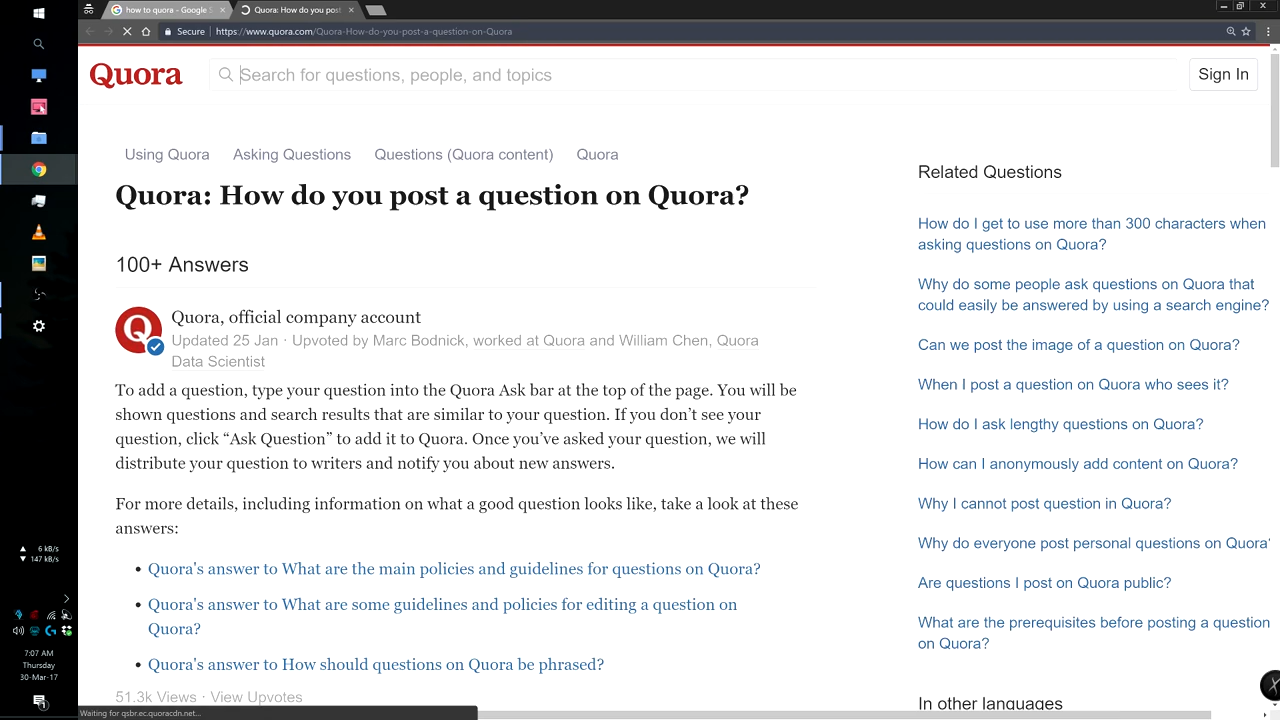 how to quora - Google S
Quora: How do you post
Secure
https://www.quora.com/Quora-How-do-you-post-a-question-on-Quora
Quora
Search for questions, people, and topics
Sign In
Using Quora Asking Questions Questions (Quora content) Quora
Quora: How do you post a question on Quora?
100+ Answers
Quora, official company account
Updated 25 Jan · Upvoted by Marc Bodnick, worked at Quora and William Chen, Quora
Data Scientist
To add a question, type your question into the Quora Ask bar at the top of the page. You will be
shown questions and search results that are similar to your question. If you don’t see your
question, click “Ask Question” to add it to Quora. Once you’ve asked your question, we will
distribute your question to writers and notify you about new answers.
For more details, including information on what a good question looks like, take a look at these
answers:
• Quora's answer to What are the main policies and guidelines for questions on Quora?
• Quora's answer to What are some guidelines and policies for editing a question on
Quora?
• Quora's answer to How should questions on Quora be phrased?
51.3k Views · View Upvotes
Related Questions
How do I get to use more than 300 characters when
asking questions on Quora?
Why do some people ask questions on Quora that
could easily be answered by using a search engine?
Can we post the image of a question on Quora?
When I post a question on Quora who sees it?
How do I ask lengthy questions on Quora?
How can I anonymously add content on Quora?
Why I cannot post question in Quora?
Why do everyone post personal questions on Quora
Are questions I post on Quora public?
What are the prerequisites before posting a question
on Quora?
In other languages
Waiting for qsbr.ec.quoracdn.net...
6 kB/s
147 kB/s
7:07 AM
Thursday
30-Mar-17